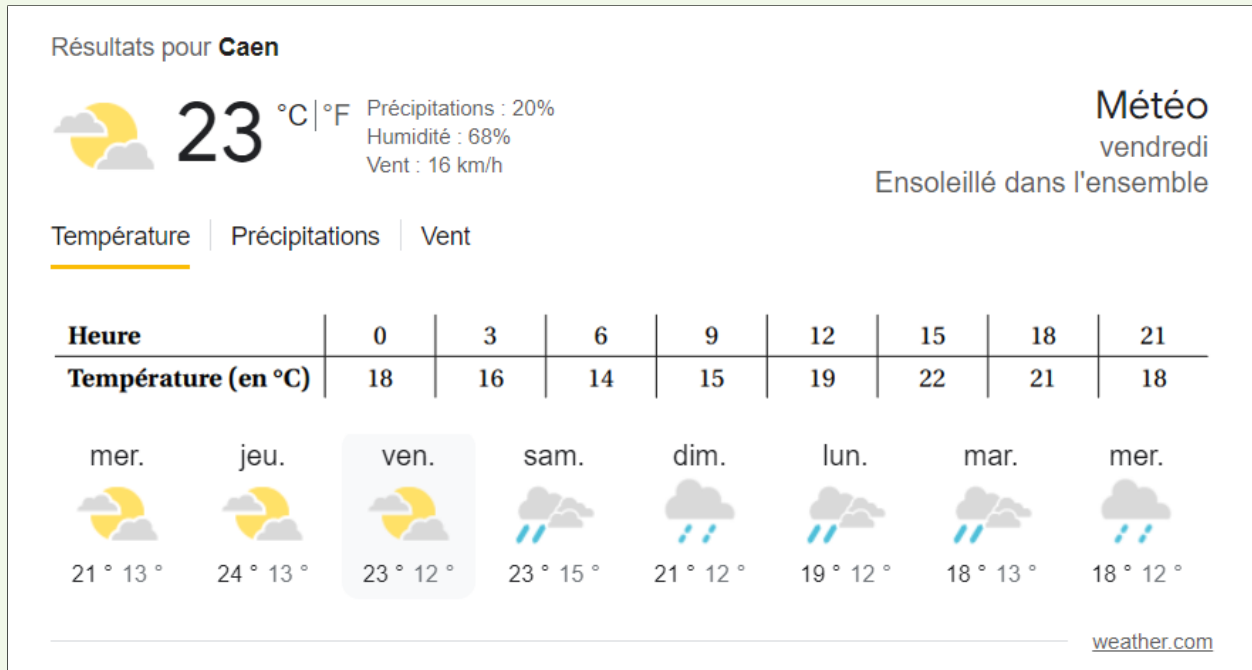 Résultats pour Caen
23 °C|°F
Précipitations : 20%
Humidité : 68%
Vent : 16 km/h
Météo
vendredi
Ensoleillé dans l'ensemble
Température Précipitations Vent
Heure 0 3 6 9 12 15 18 21
Température (en °C) 18 16 14 15 19 22 21 18
mer. jeu. ven. sam. dim. lun. mar. mer.
21 ° 13 ° 24 ° 13 ° 23 ° 12 ° 23 ° 15 ° 21 ° 12 ° 19 ° 12 ° 18 ° 13 ° 18 ° 12 °
weather.com